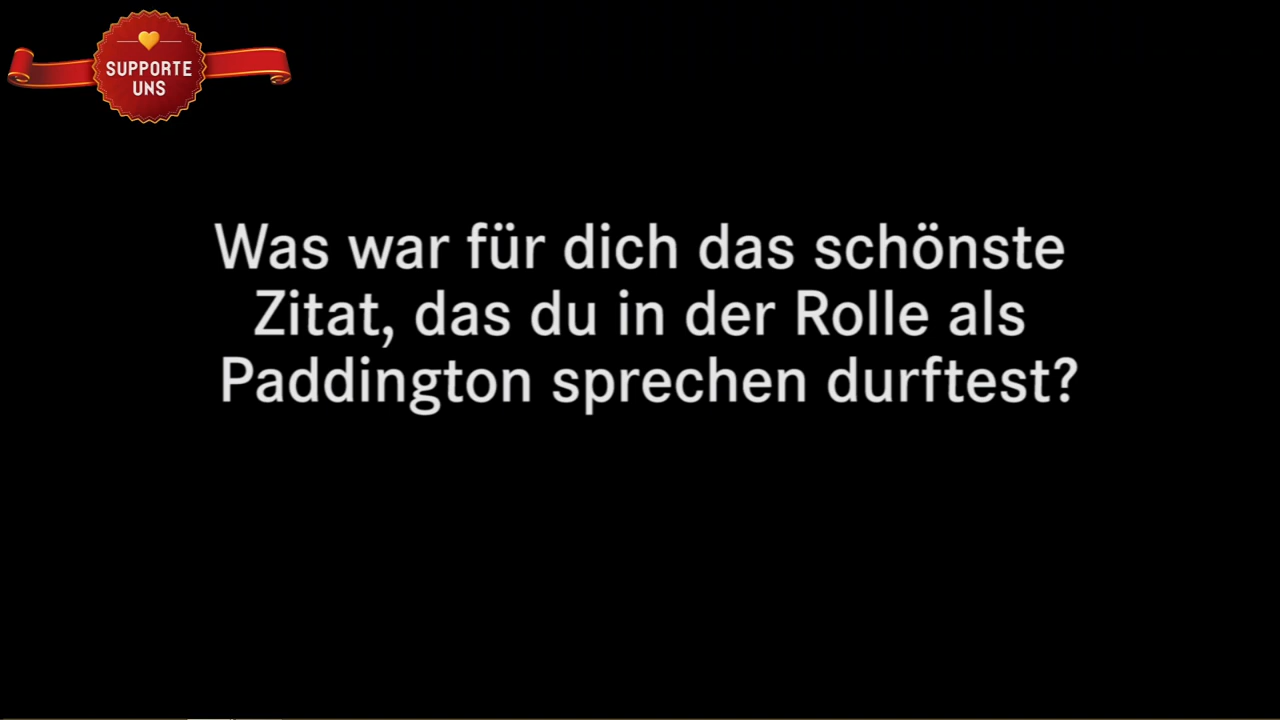 SUPPORTE
UNS
Was war für dich das schönste
Zitat, das du in der Rolle als
Paddington sprechen durftest?